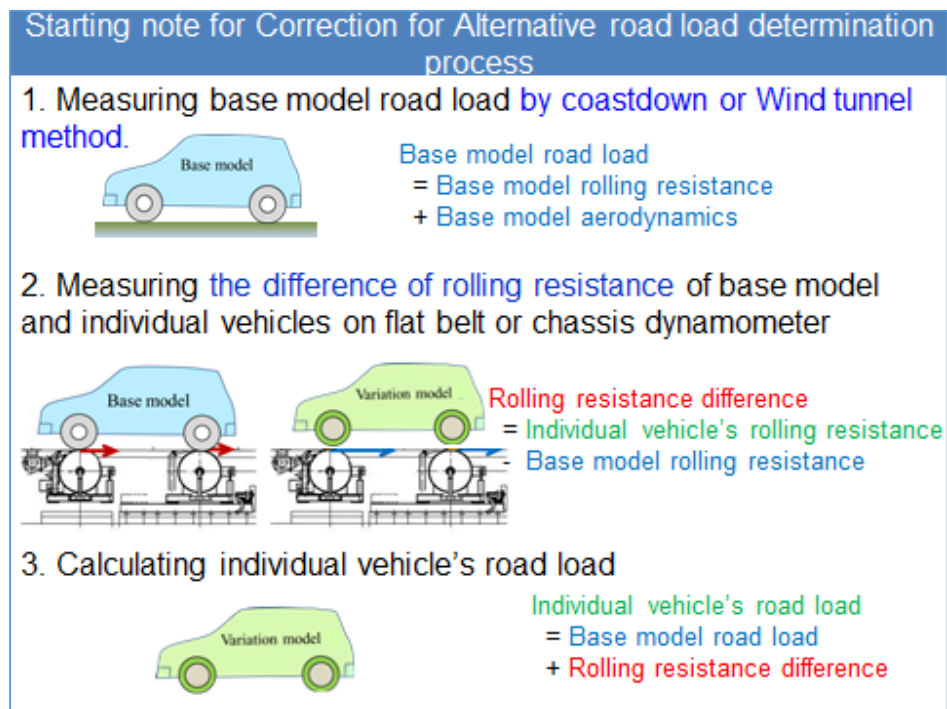 Starting note for Correction for Alternative road load determination
process
1. Measuring base model road load by coastdown or Wind tunnel
method.
Base model
Base model road load
= Base model rolling resistance
+ Base model aerodynamics
2. Measuring the difference of rolling resistance of base model
and individual vehicles on flat belt or chassis dynamometer
Base model
Variation model
Rolling resistance difference
= Individual vehicle's rolling resistance
- Base model rolling resistance
3. Calculating individual vehicle's road load
Variation model
Individual vehicle's road load
= Base model road load
+ Rolling resistance difference